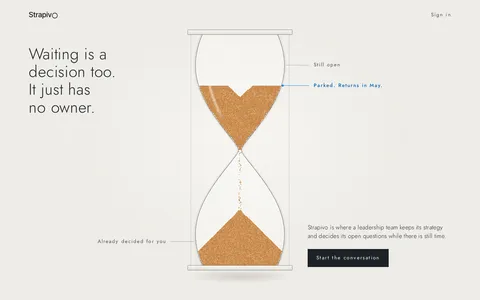 Strapivo
Sign in
Waiting is a
decision too.
It just has
no owner.
Still open
Parked. Returns in May.
Already decided for you
Strapivo is where a leadership team keeps its strategy
and decides its open questions while there is still time.
Start the conversation